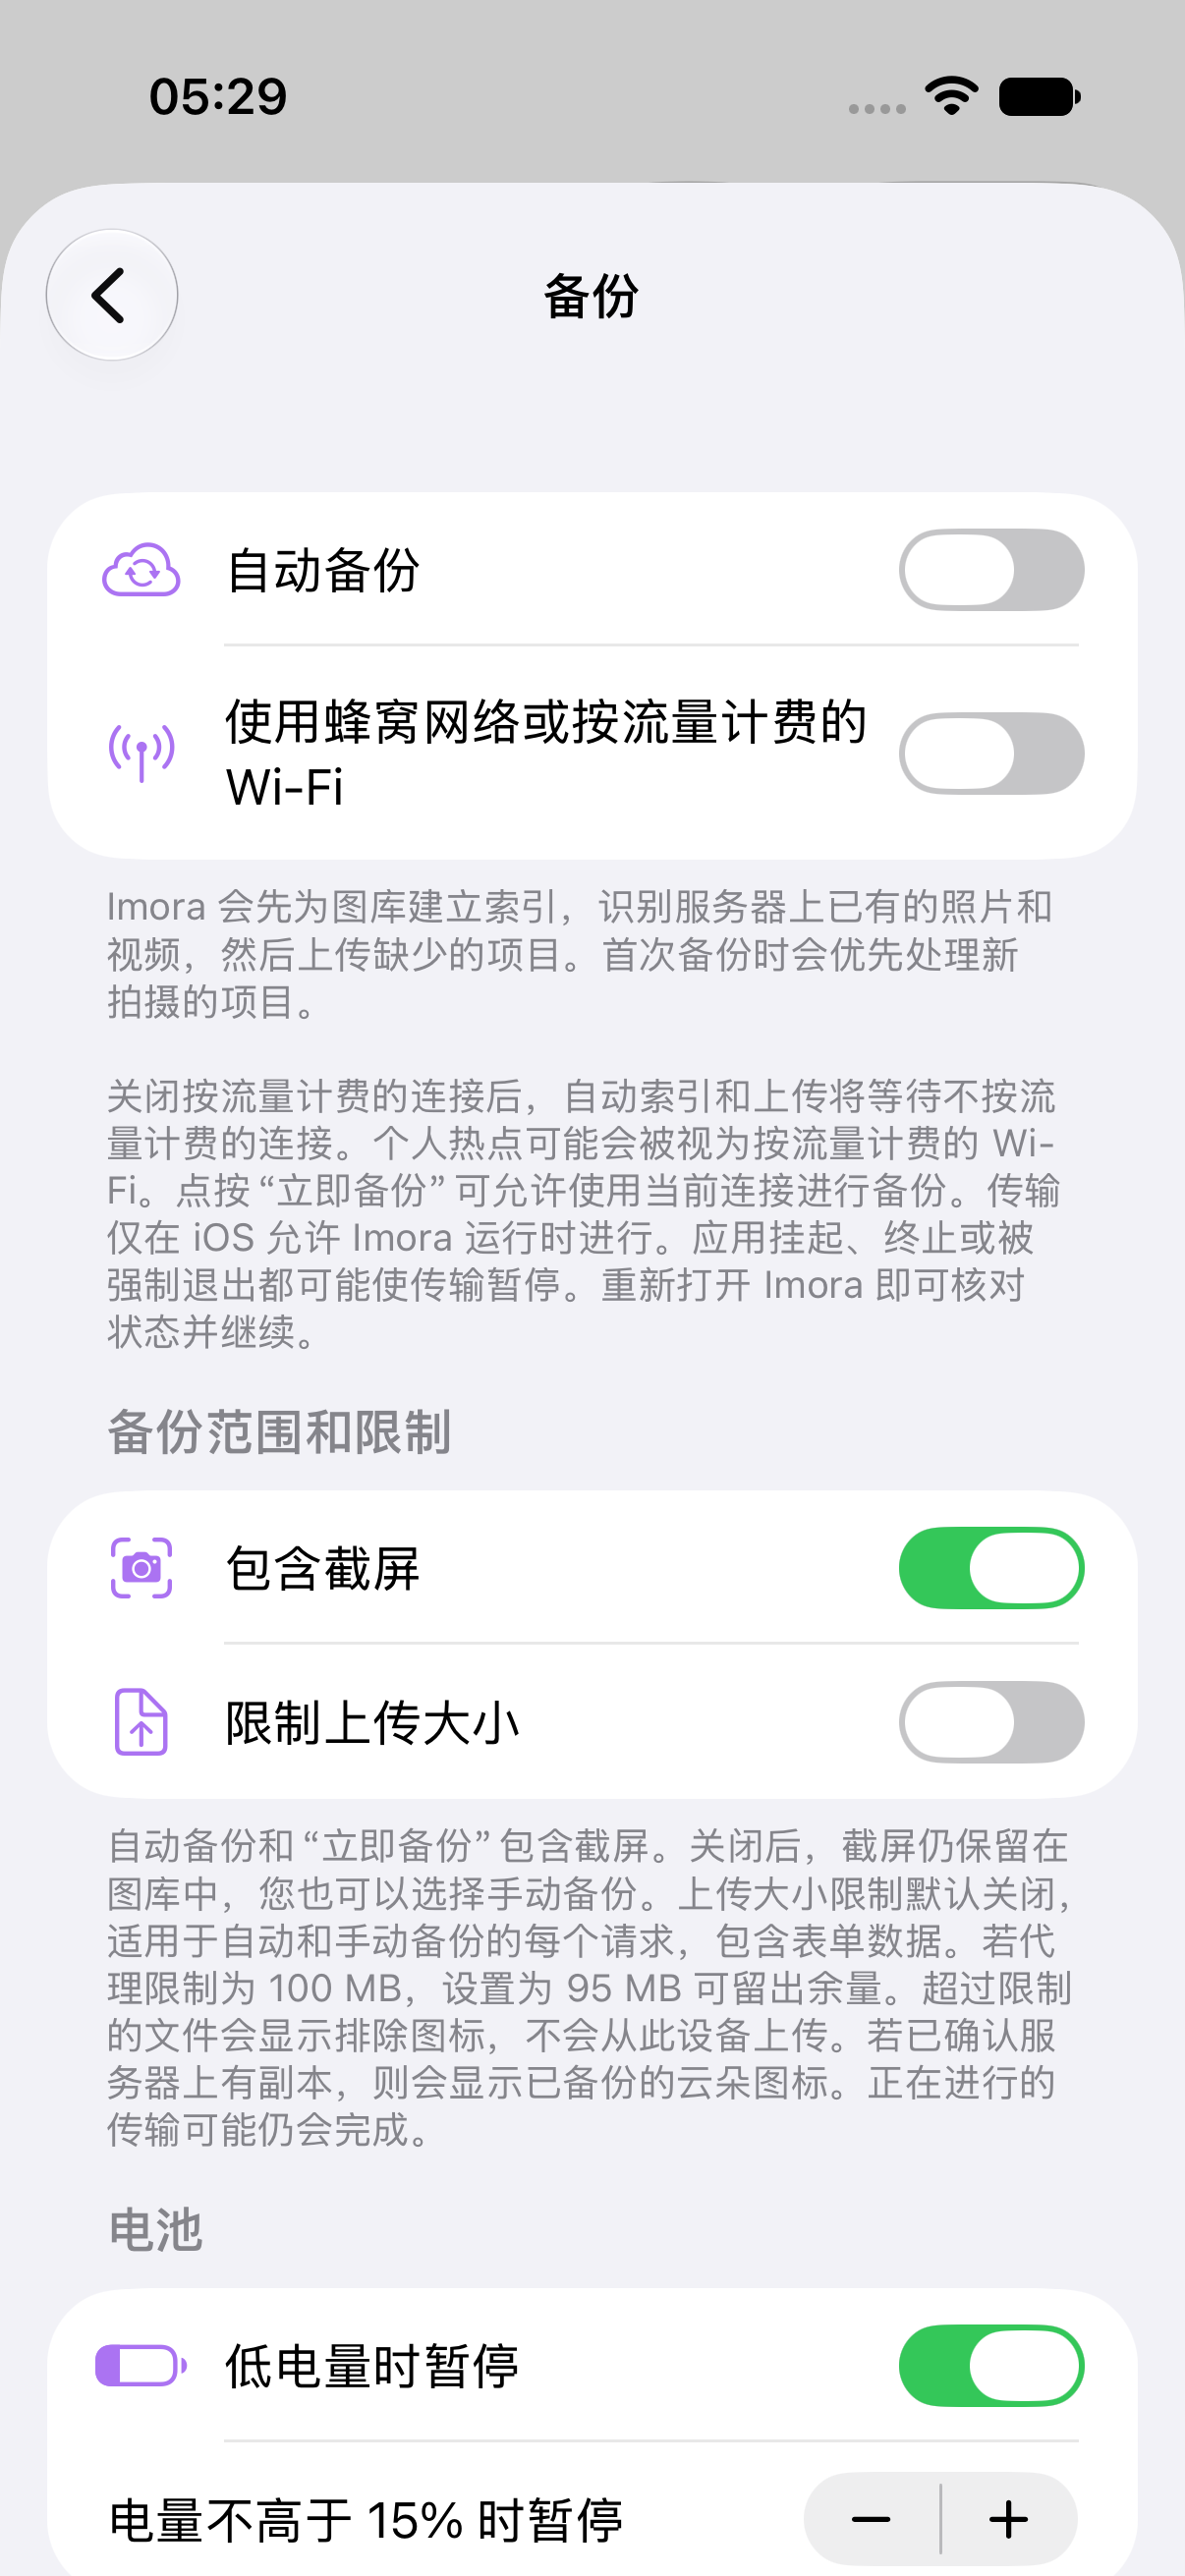 05:29
备份
自动备份
使用蜂窝网络或按流量计费的
Wi-Fi
Imora 会先为图库建立索引，识别服务器上已有的照片和
视频，然后上传缺少的项目。首次备份时会优先处理新
拍摄的项目。
关闭按流量计费的连接后，自动索引和上传将等待不按流
量计费的连接。个人热点可能会被视为按流量计费的 Wi-
Fi。点按 “立即备份” 可允许使用当前连接进行备份。传输
仅在 iOS 允许 Imora 运行时进行。应用挂起、终止或被
强制退出都可能使传输暂停。重新打开 Imora 即可核对
状态并继续。
备份范围和限制
包含截屏
限制上传大小
自动备份和 “立即备份” 包含截屏。关闭后，截屏仍保留在
图库中，您也可以选择手动备份。上传大小限制默认关闭，
适用于自动和手动备份的每个请求，包含表单数据。若代
理限制为 100 MB，设置为 95 MB 可留出余量。超过限制
的文件会显示排除图标，不会从此设备上传。若已确认服
务器上有副本，则会显示已备份的云朵图标。正在进行的
传输可能仍会完成。
电池
低电量时暂停
电量不高于 15% 时暂停